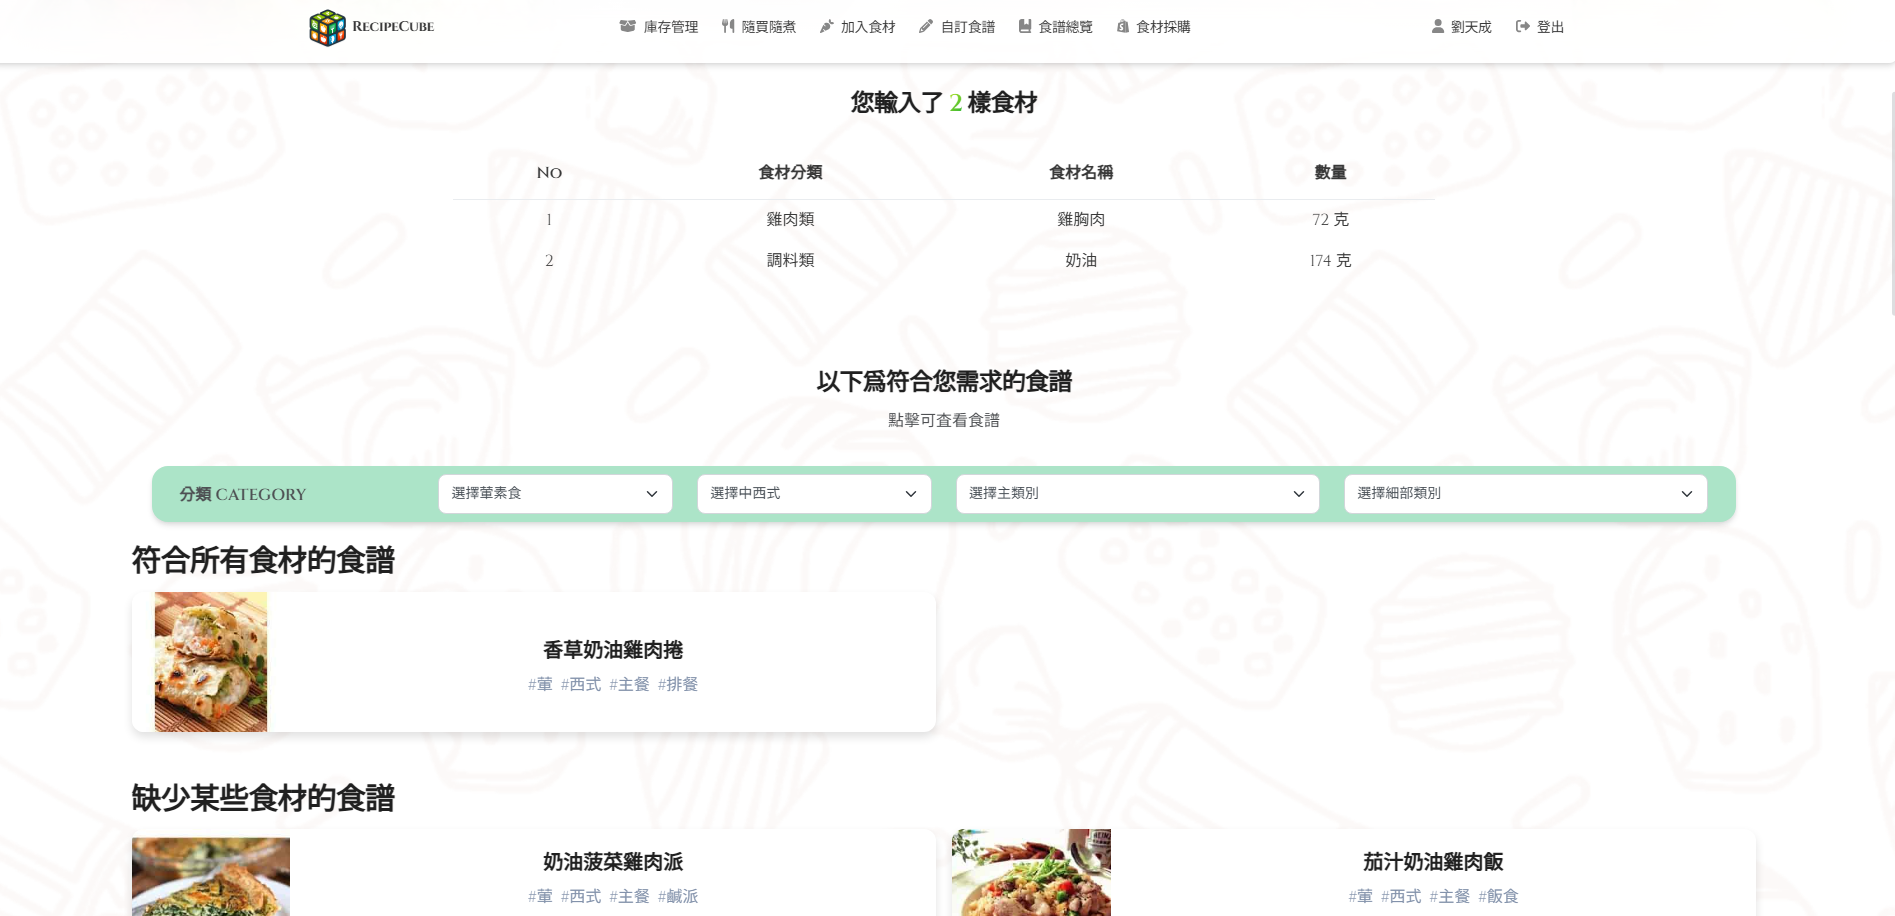 RECIPECUBE 庫存管理 隨買隨煮 加入食材 自訂食譜 食譜總覽 食材採購 劉天成 登出
您輸入了 2 樣食材
No 食材分類 食材名稱 數量
1 雞肉類 雞胸肉 72 克
2 調料類 奶油 174 克
以下為符合您需求的食譜
點擊可查看食譜
分類 CATEGORY 選擇葷素食 選擇中西式 選擇主類別 選擇細部類別
符合所有食材的食譜
香草奶油雞肉捲
#葷 #西式 #主餐 #排餐
缺少某些食材的食譜
奶油菠菜雞肉派 茄汁奶油雞肉飯
#葷 #西式 #主餐 #鹹派 #葷 #西式 #主餐 #飯食